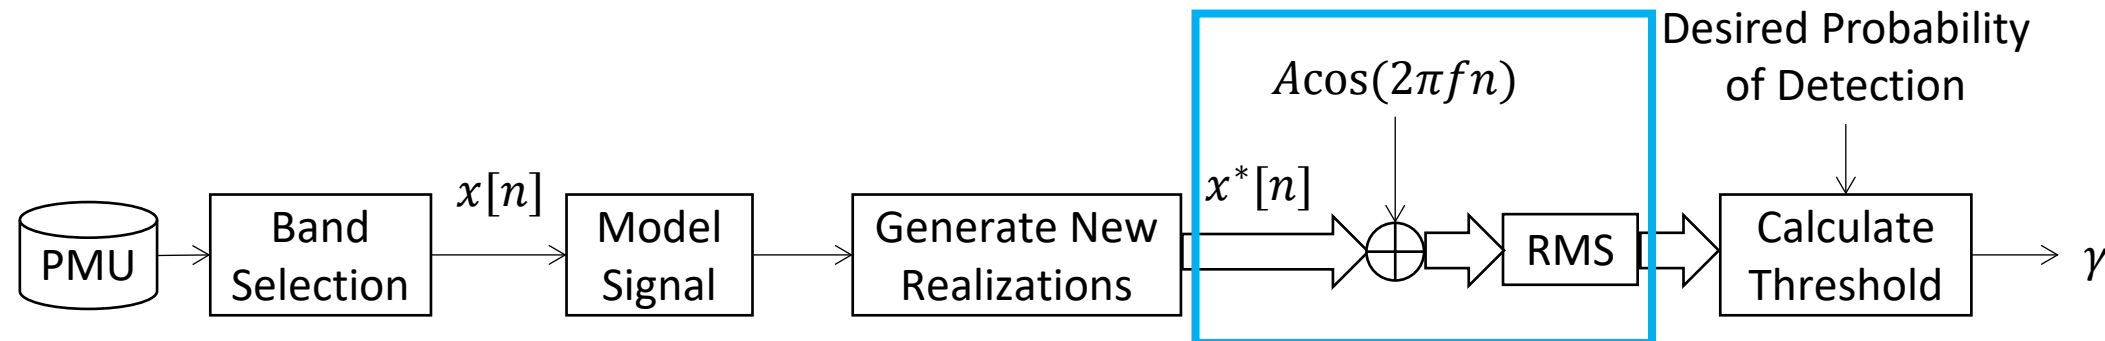 PMU
Band
Selection
x[n]
Model
Signal
Generate New
Realizations
x*[n]
Acos(2πfn)
RMS
Desired Probability
of Detection
Calculate
Threshold
γ